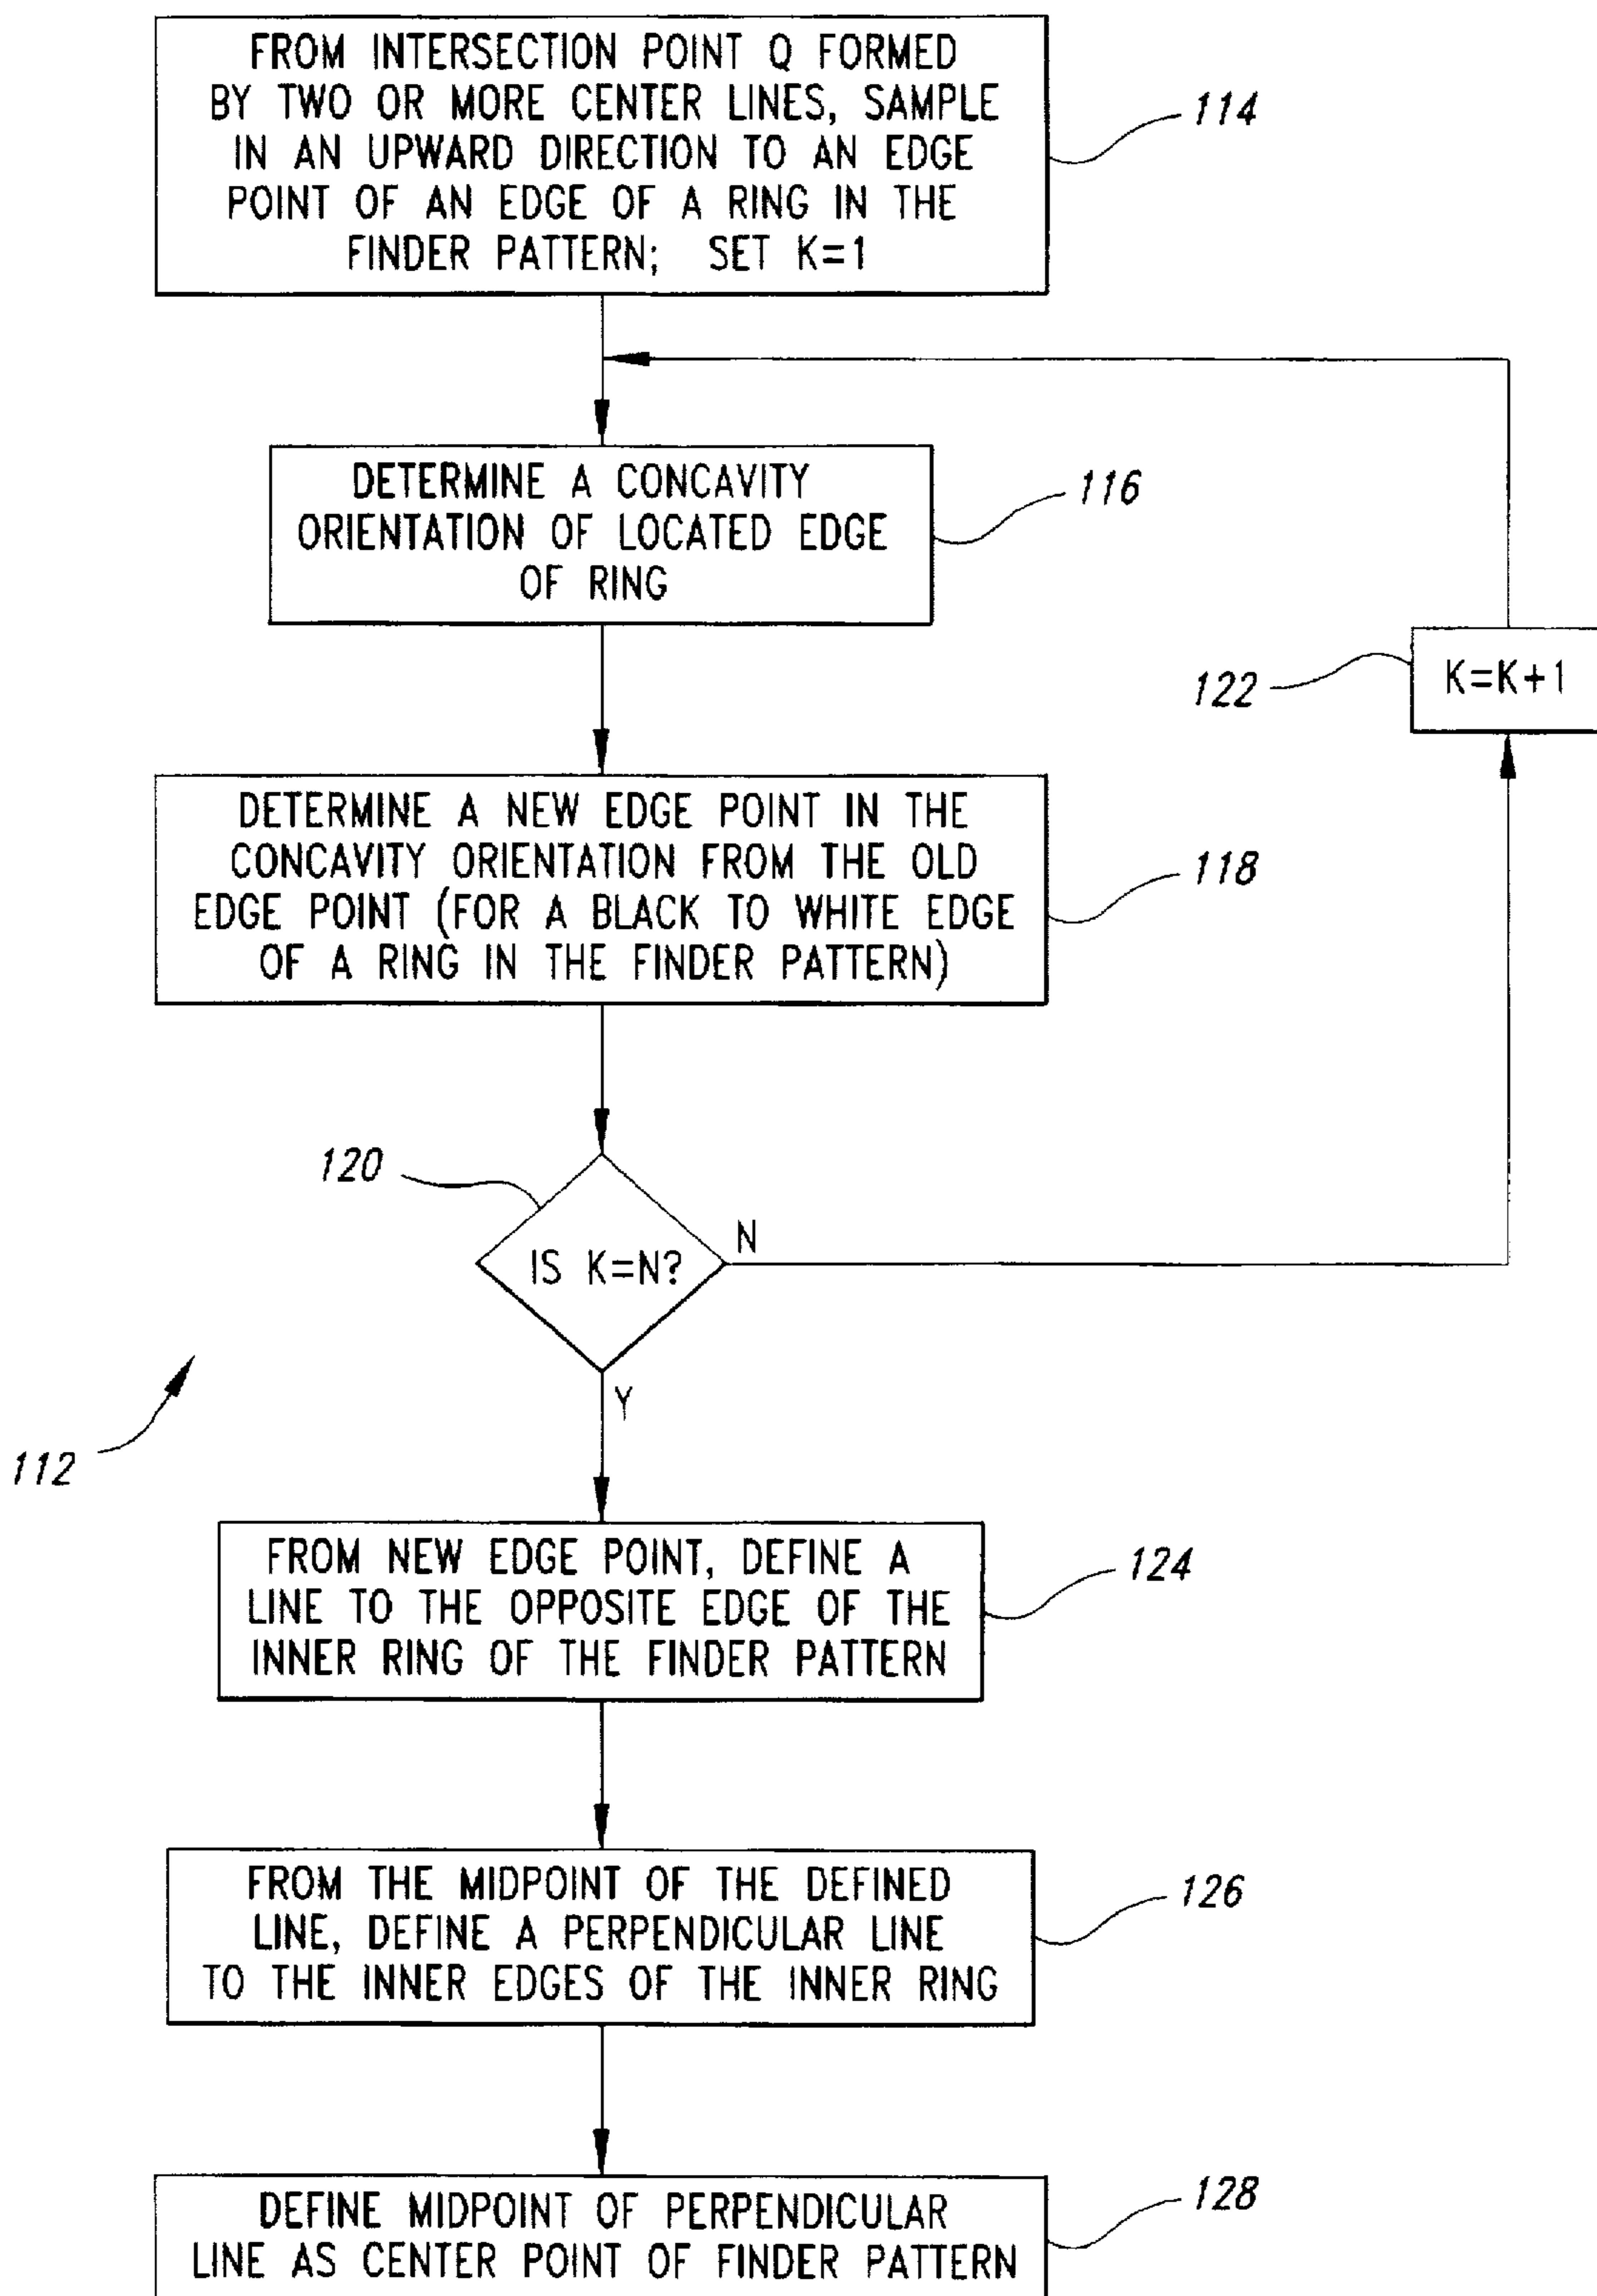 FROM INTERSECTION POINT Q FORMED
BY TWO OR MORE CENTER LINES, SAMPLE
IN AN UPWARD DIRECTION TO AN EDGE
POINT OF AN EDGE OF A RING IN THE
FINDER PATTERN; SET K=1
114
DETERMINE A CONCAVITY
ORIENTATION OF LOCATED EDGE
OF RING
116
122
K=K+1
DETERMINE A NEW EDGE POINT IN THE
CONCAVITY ORIENTATION FROM THE OLD
EDGE POINT (FOR A BLACK TO WHITE EDGE
OF A RING IN THE FINDER PATTERN)
118
120
IS K=N?
N
Y
112
FROM NEW EDGE POINT, DEFINE A
LINE TO THE OPPOSITE EDGE OF THE
INNER RING OF THE FINDER PATTERN
124
FROM THE MIDPOINT OF THE DEFINED
LINE, DEFINE A PERPENDICULAR LINE
TO THE INNER EDGES OF THE INNER RING
126
DEFINE MIDPOINT OF PERPENDICULAR
LINE AS CENTER POINT OF FINDER PATTERN
128